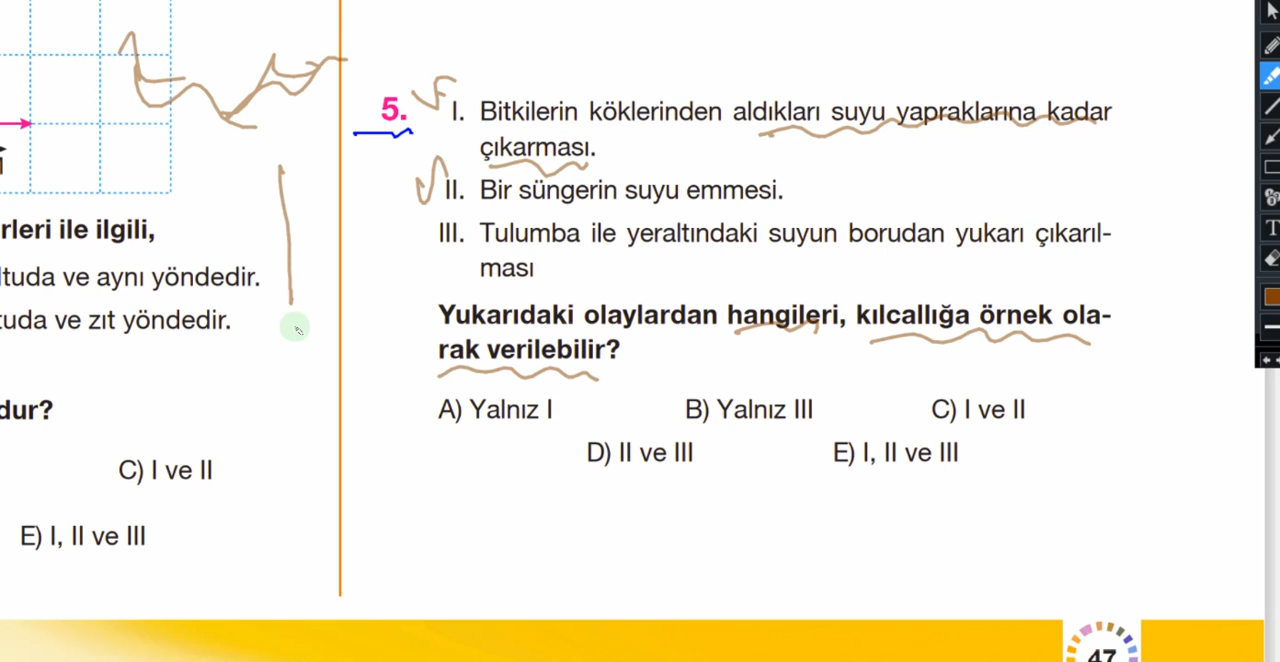 rleri ile ilgili,
ltuda ve aynı yöndedir.
tuda ve zıt yöndedir.
dur?
C) I ve II
E) I, II ve III
5. I. Bitkilerin köklerinden aldıkları suyu yapraklarına kadar
çıkarması.
II. Bir süngerin suyu emmesi.
III. Tulumba ile yeraltındaki suyun borudan yukarı çıkarıl-
ması
Yukarıdaki olaylardan hangileri, kılcallığa örnek ola-
rak verilebilir?
A) Yalnız I B) Yalnız III C) I ve II
D) II ve III E) I, II ve III
47